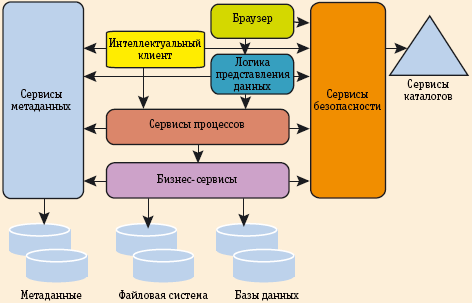 Браузер
Интеллектуальный
клиент
Логика
представления
данных
Сервисы
метаданных
Сервисы
безопасности
Сервисы
каталогов
Сервисы процессов
Бизнес-сервисы
Метаданные
Файловая система
Базы данных